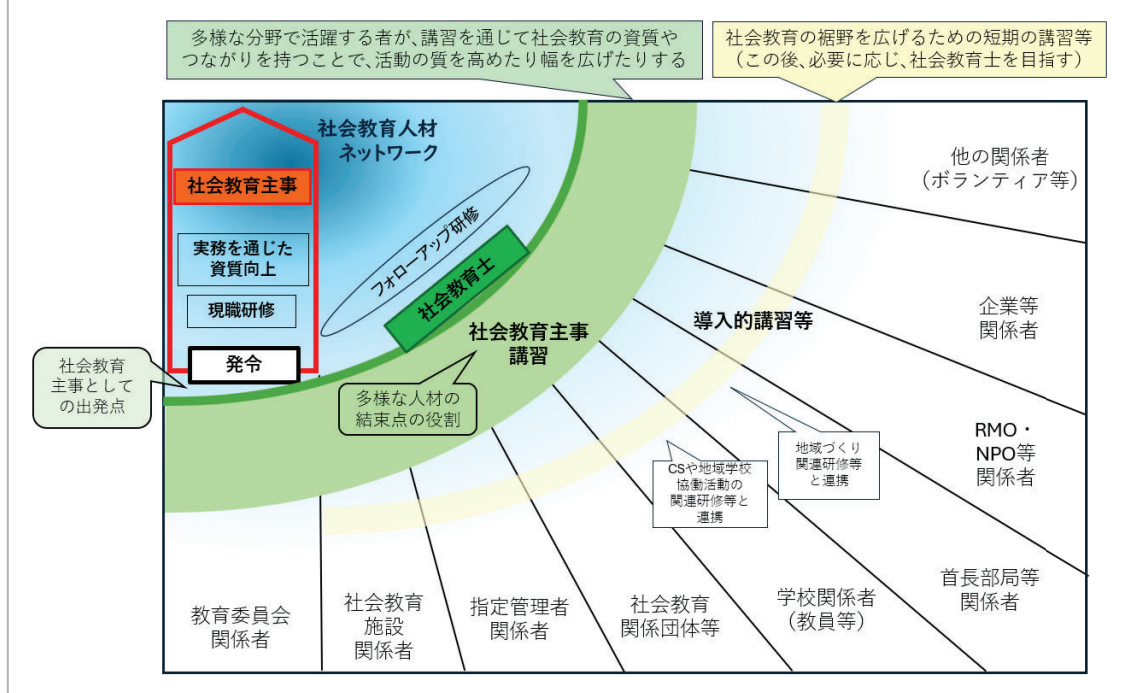 多様な分野で活躍する者が、講習を通じて社会教育の資質や
つながりを持つことで、活動の質を高めたり幅を広げたりする
社会教育の裾野を広げるための短期の講習等
（この後、必要に応じ、社会教育士を目指す）
社会教育人材
ネットワーク
社会教育主事
実務を通じた
資質向上
現職研修
発令
社会教育
主事として
の出発点
フォローアップ研修
社会教育士
社会教育主事
講習
多様な人材の
結束点の役割
導入的講習等
CSや地域学校
協働活動の
関連研修等と
連携
地域づくり
関連研修等
と連携
他の関係者
（ボランティア等）
企業等
関係者
RMO・
NPO等
関係者
首長部局等
関係者
学校関係者
（教員等）
社会教育
関係団体等
指定管理者
関係者
社会教育
施設
関係者
教育委員会
関係者